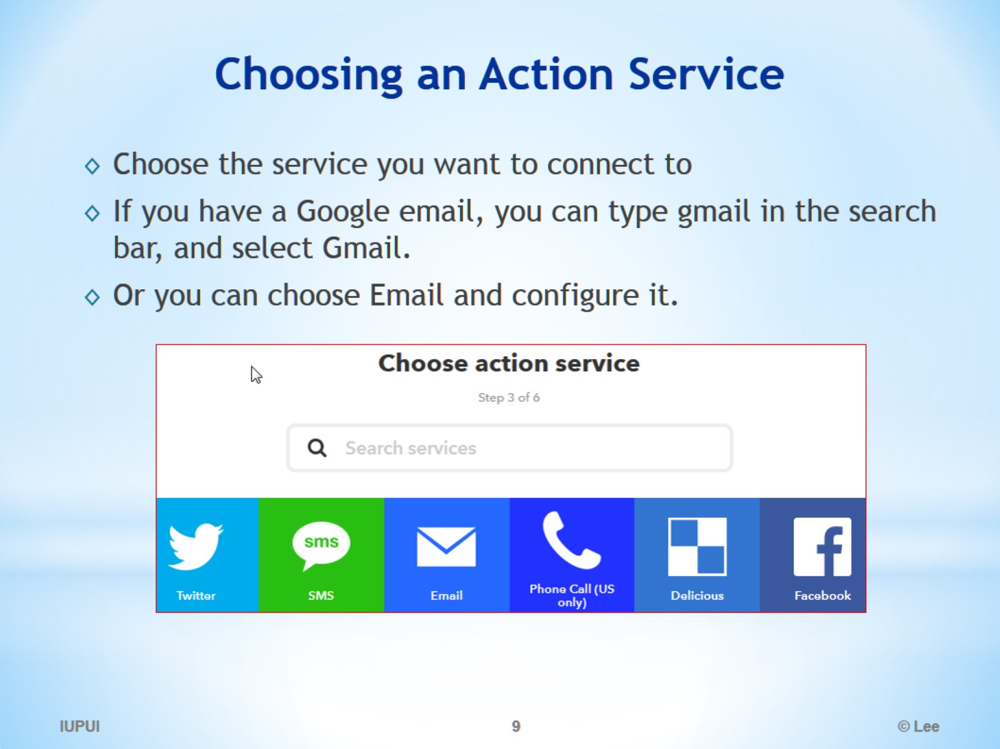 Choosing an Action Service
Choose the service you want to connect to
If you have a Google email, you can type gmail in the search
bar, and select Gmail.
Or you can choose Email and configure it.
Choose action service
Step 3 of 6
Search services
sms
Twitter
SMS
Email
Phone Call (US
only)
Delicious
Facebook
IUPUI
9
© Lee